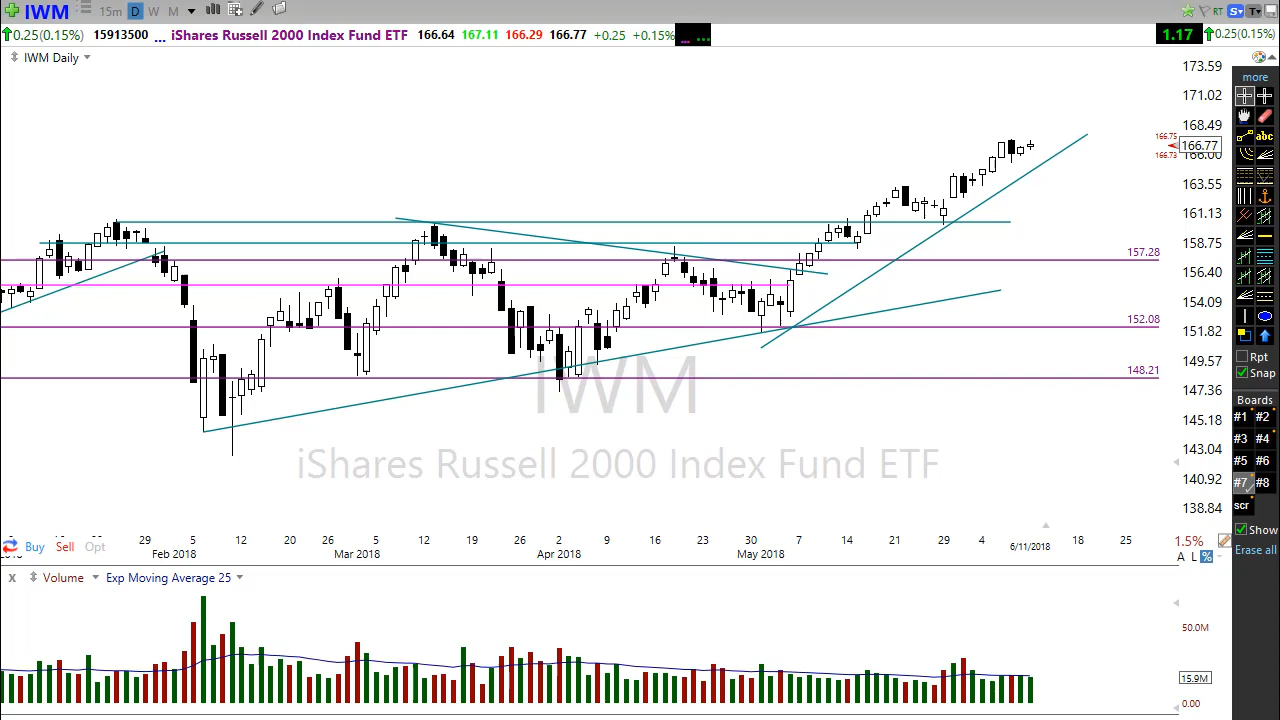 IWM 15m D W M RT S T
0.25(0.15%) 15913500 ... iShares Russell 2000 Index Fund ETF 166.64 167.11 166.29 166.77 +0.25 +0.15% ... 1.17 0.25(0.15%)
IWM Daily
173.59
more
171.02
168.49
abc
166.75
166.77
166.73
166.00
163.55
161.13
158.75
157.28
156.40
154.09
152.08
151.82
149.57
Rpt
148.21
Snap
147.36
IWM
Boards
145.18
#1 #2
143.04
#3 #4
iShares Russell 2000 Index Fund ETF
#5 #6
140.92
#7 #8
138.84
scr
Show
29 5 12 20 26 5 12 19 26 2 9 16 23 30 7 14 21 29 4 6/11/2018 18 25
Buy Sell Opt
1.5%
Feb 2018 Mar 2018 Apr 2018 May 2018
A L %
Erase all
X Volume Exp Moving Average 25
50.0M
15.9M
0.00